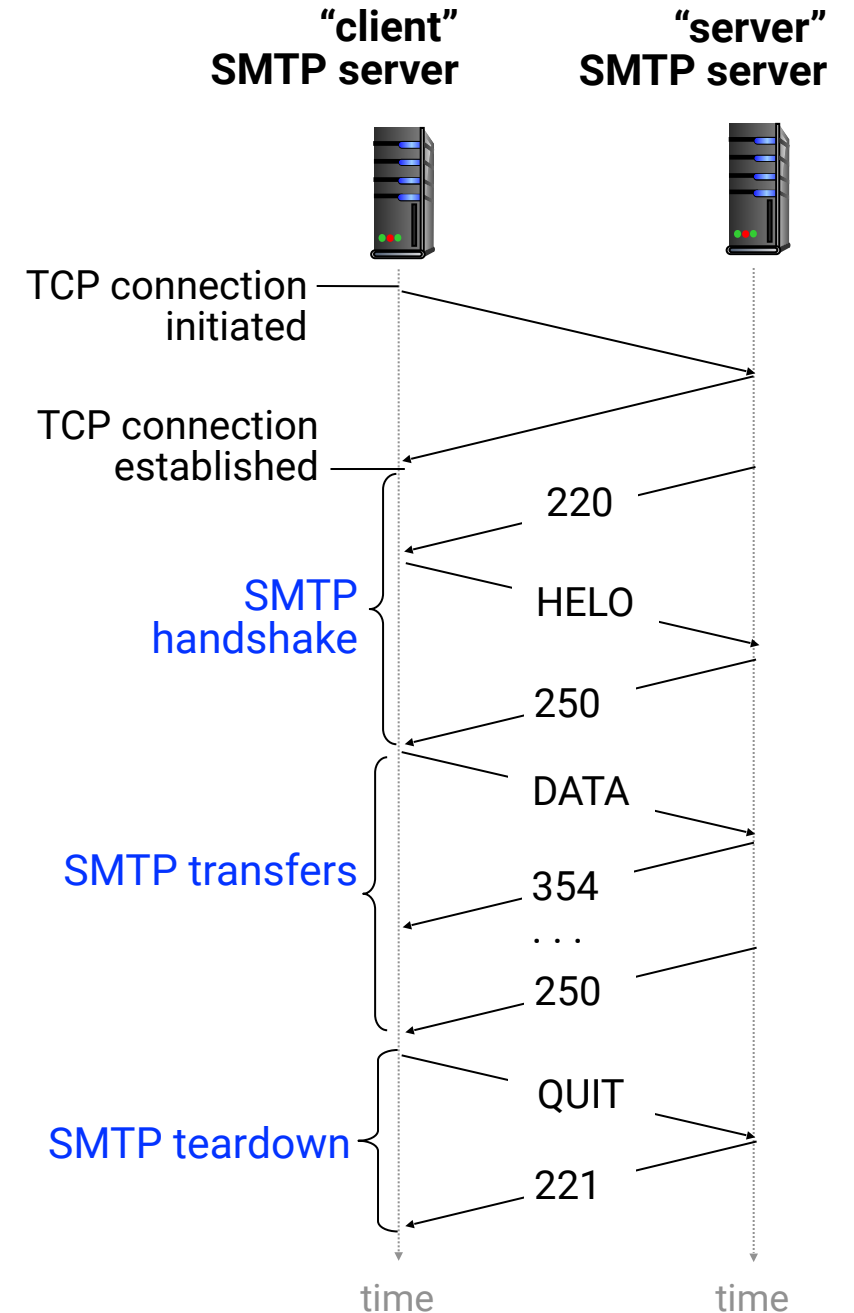 “client”
SMTP server
“server”
SMTP server
TCP connection
initiated
TCP connection
established
220
SMTP
handshake
HELO
250
DATA
SMTP transfers
354
. . .
250
QUIT
SMTP teardown
221
time
time